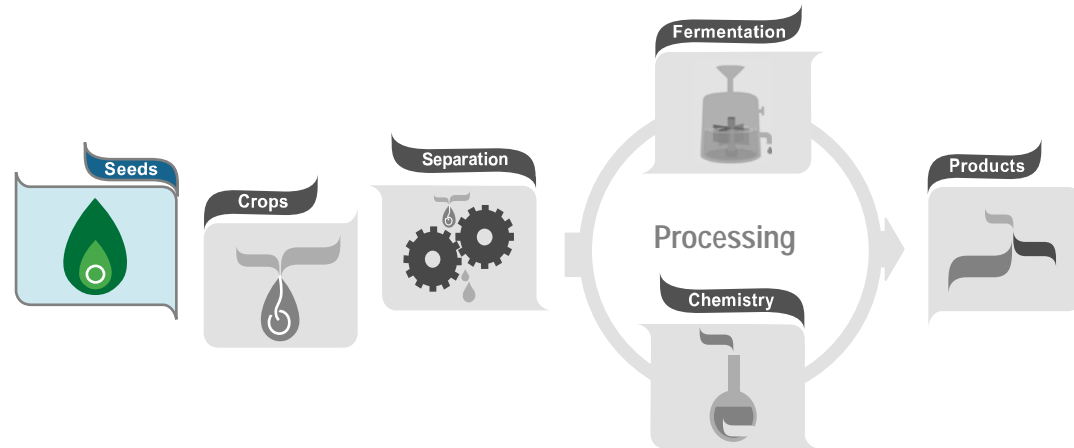 Seeds
Crops
Separation
Fermentation
Processing
Chemistry
Products